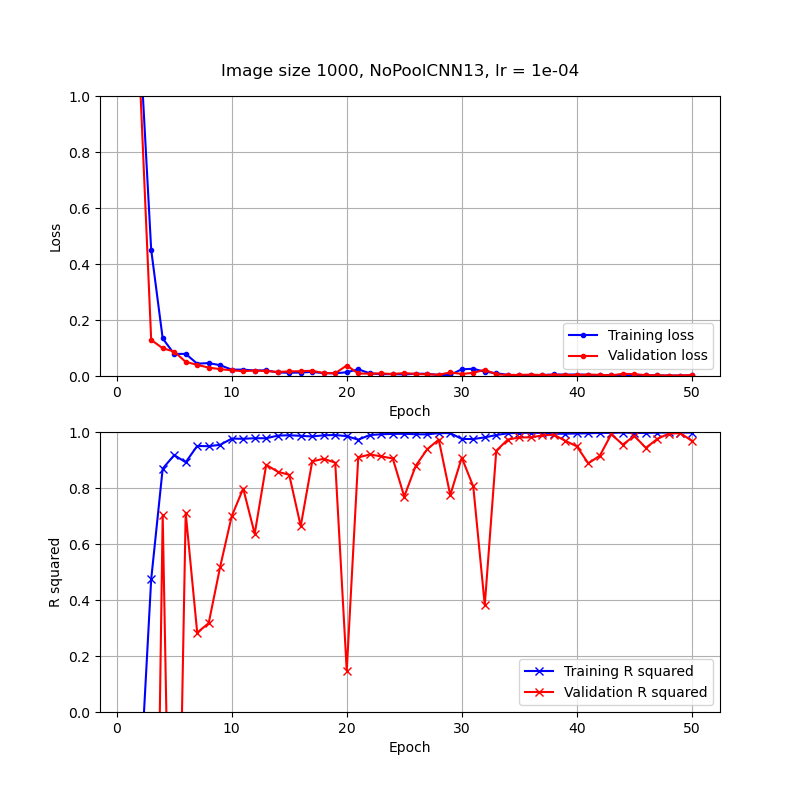 Image size 1000, NoPoolCNN13, lr = 1e-04
1.0
0.8
0.6
0.4
0.2
0.0
Loss
Training loss
Validation loss
0 10 20 30 40 50
Epoch
1.0
0.8
0.6
0.4
0.2
0.0
R squared
Training R squared
Validation R squared
0 10 20 30 40 50
Epoch